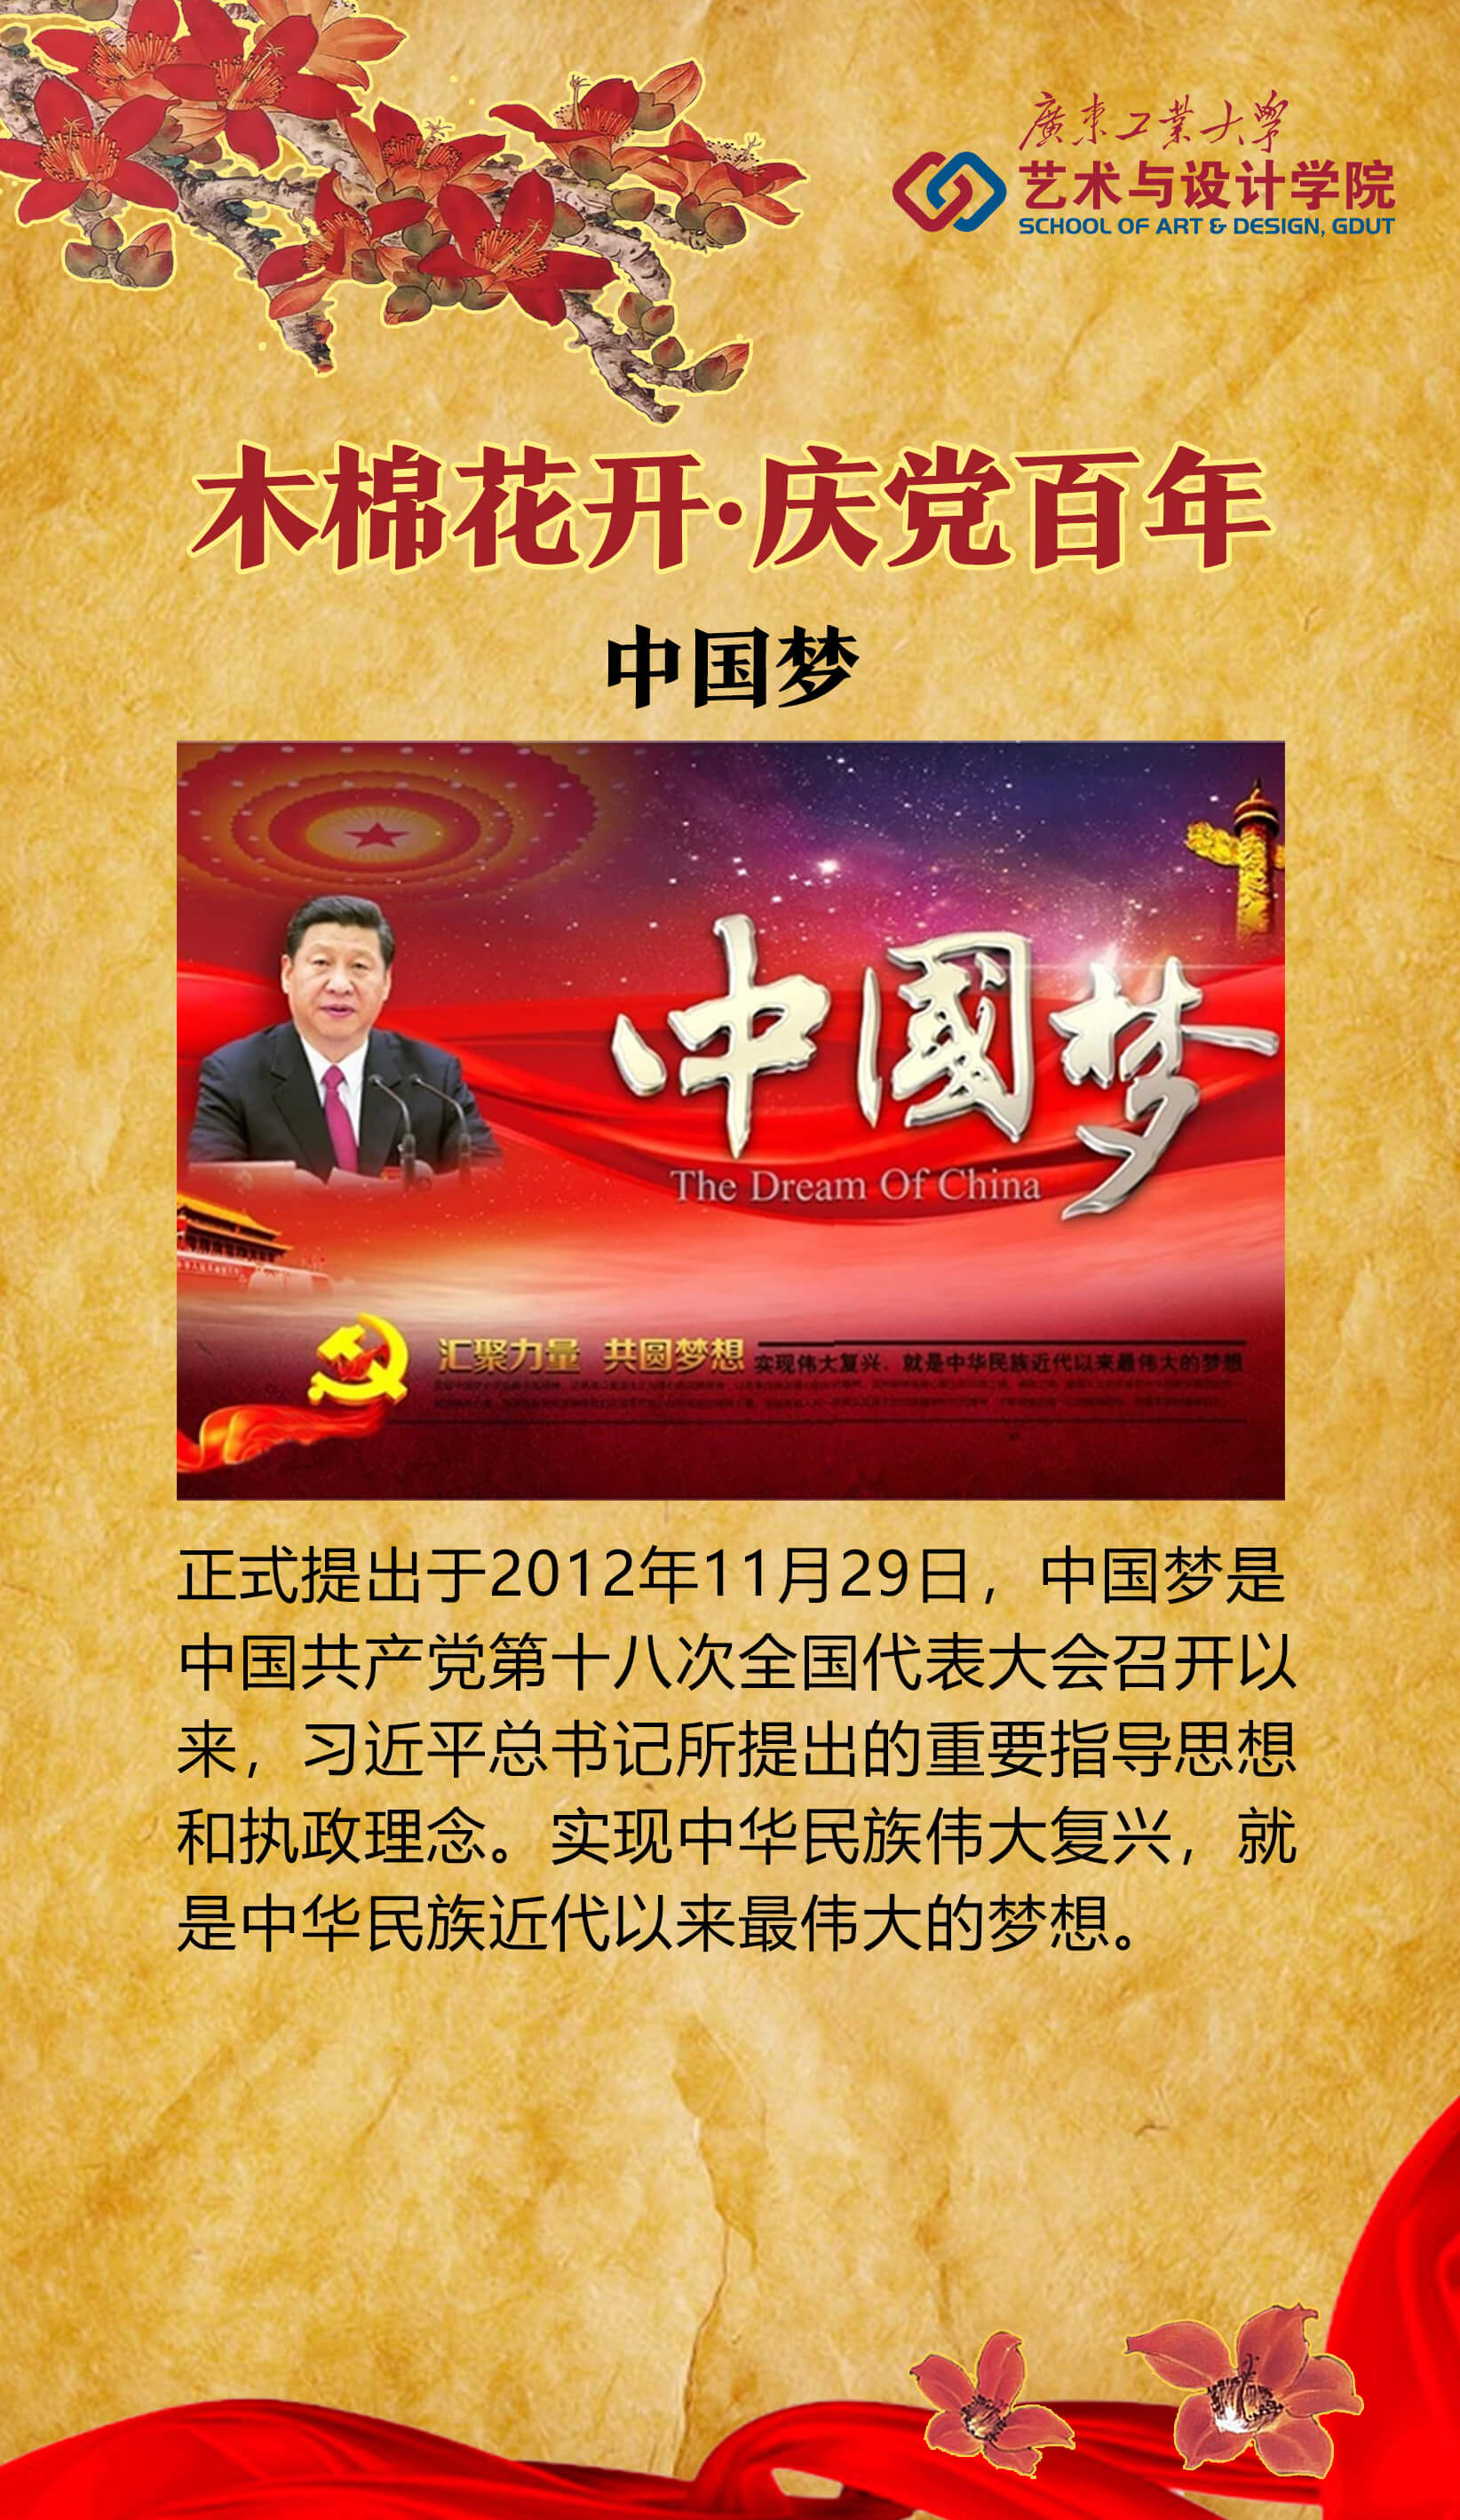 廣東工業大學
艺术与设计学院
SCHOOL OF ART & DESIGN, GDUT
木棉花开·庆党百年
中国梦
中國梦
The Dream Of China
汇聚力量 共圆梦想 实现伟大复兴，就是中华民族近代以来最伟大的梦想
正式提出于2012年11月29日，中国梦是
中国共产党第十八次全国代表大会召开以
来，习近平总书记所提出的重要指导思想
和执政理念。实现中华民族伟大复兴，就
是中华民族近代以来最伟大的梦想。